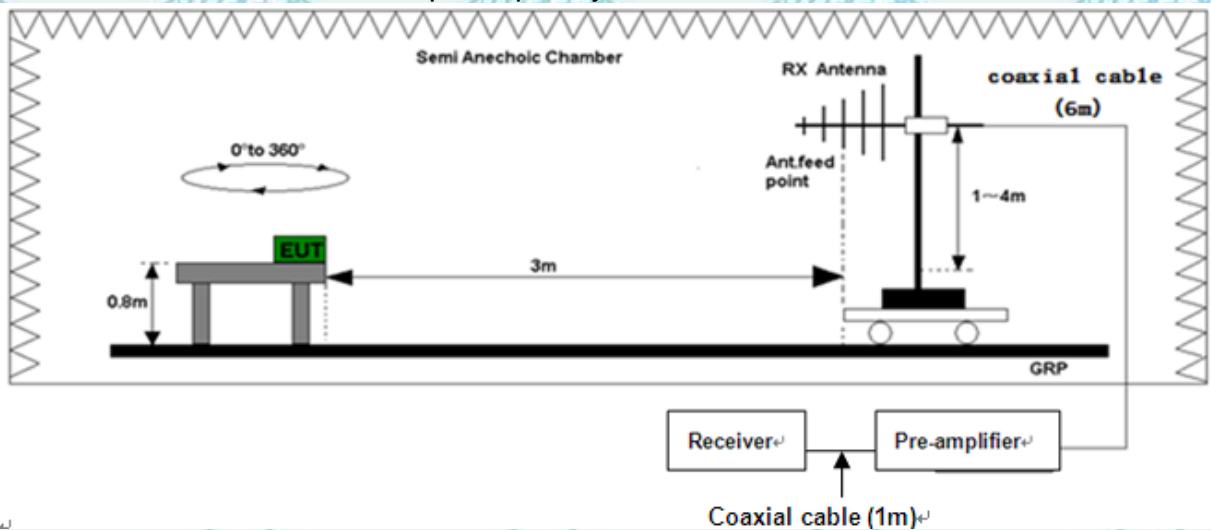 Semi Anechoic Chamber
RX Antenna
coaxial cable
(6m)
0°to 360°
Ant.feed
point
1～4m
EUT
3m
0.8m
GRP
Receiver↵
Pre-amplifier↵
Coaxial cable (1m)↵
↵